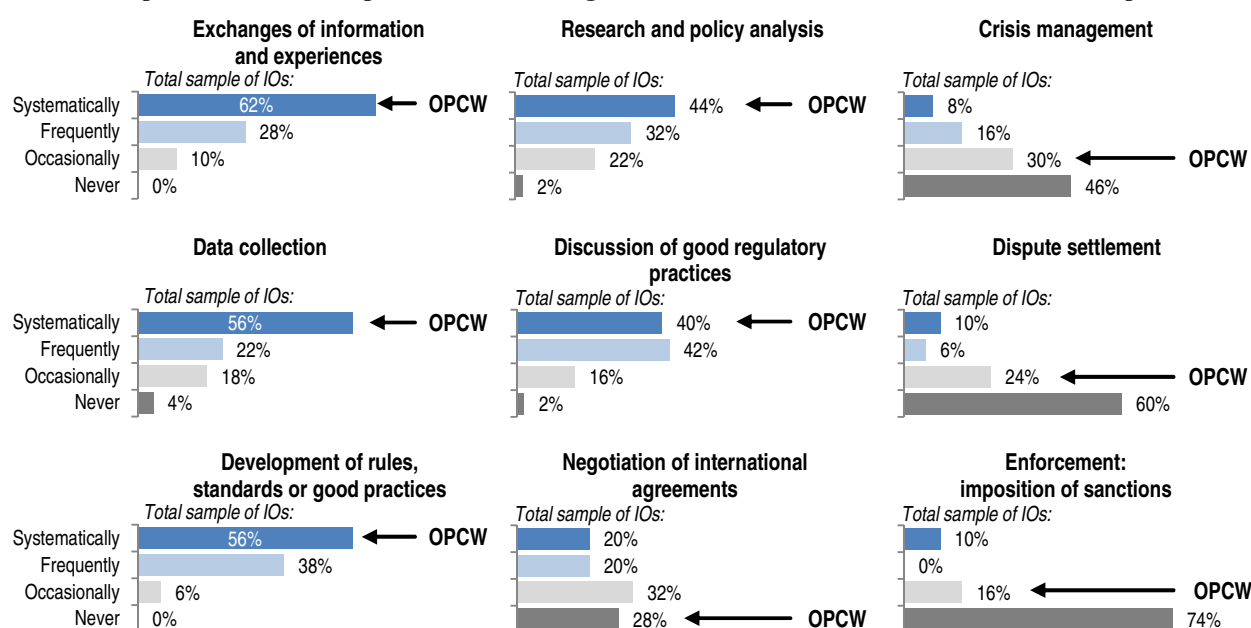 Exchanges of information
and experiences
Total sample of IOs:
Systematically 62% OPCW
Frequently 28%
Occasionally 10%
Never 0%
Research and policy analysis
Total sample of IOs:
44% OPCW
32%
22%
2%
Crisis management
Total sample of IOs:
8%
16%
30% OPCW
46%
Data collection
Total sample of IOs:
Systematically 56% OPCW
Frequently 22%
Occasionally 18%
Never 4%
Discussion of good regulatory
practices
Total sample of IOs:
40% OPCW
42%
16%
2%
Dispute settlement
Total sample of IOs:
10%
6%
24% OPCW
60%
Development of rules,
standards or good practices
Total sample of IOs:
Systematically 56% OPCW
Frequently 38%
Occasionally 6%
Never 0%
Negotiation of international
agreements
Total sample of IOs:
20%
20%
32%
28% OPCW
Enforcement:
imposition of sanctions
Total sample of IOs:
10%
0%
16% OPCW
74%